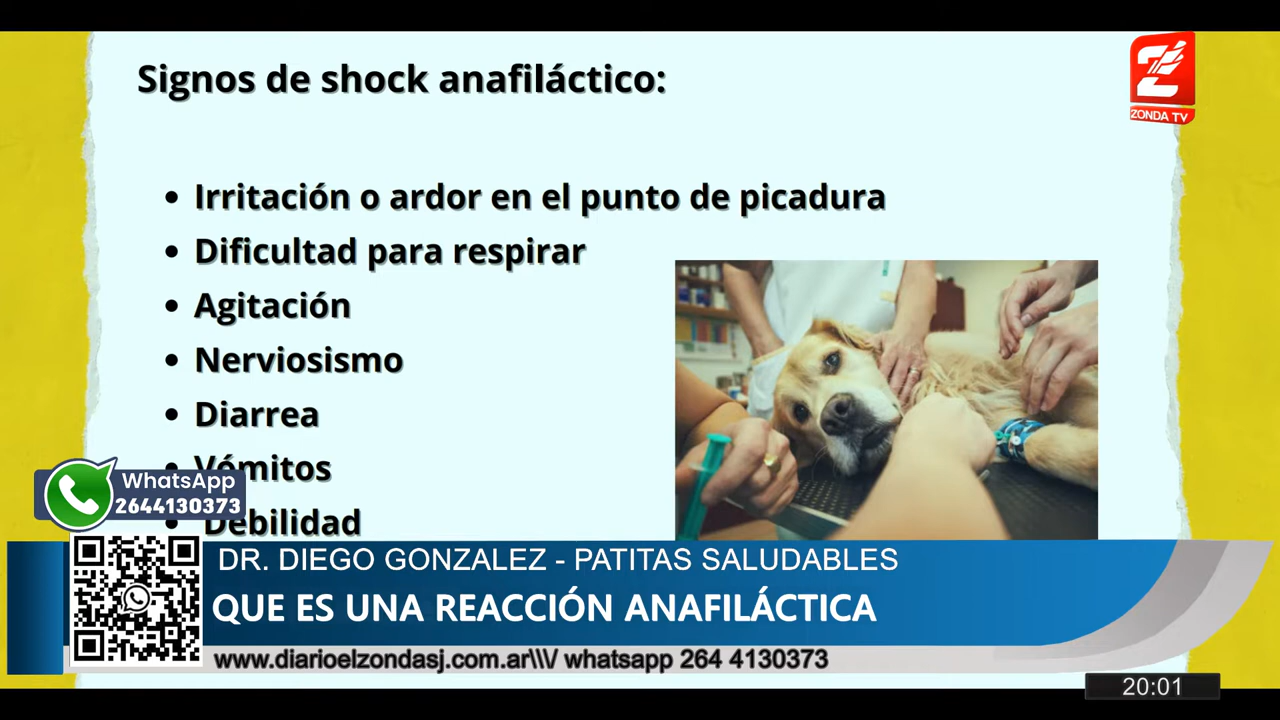 Signos de shock anafiláctico:
ZONDA TV
Irritación o ardor en el punto de picadura
Dificultad para respirar
Agitación
Nerviosismo
Diarrea
Vómitos
Debilidad
WhatsApp
2644130373
DR. DIEGO GONZALEZ - PATITAS SALUDABLES
QUE ES UNA REACCIÓN ANAFILÁCTICA
www.diarioelzondasj.com.ar\\\/ whatsapp 264 4130373
20:01